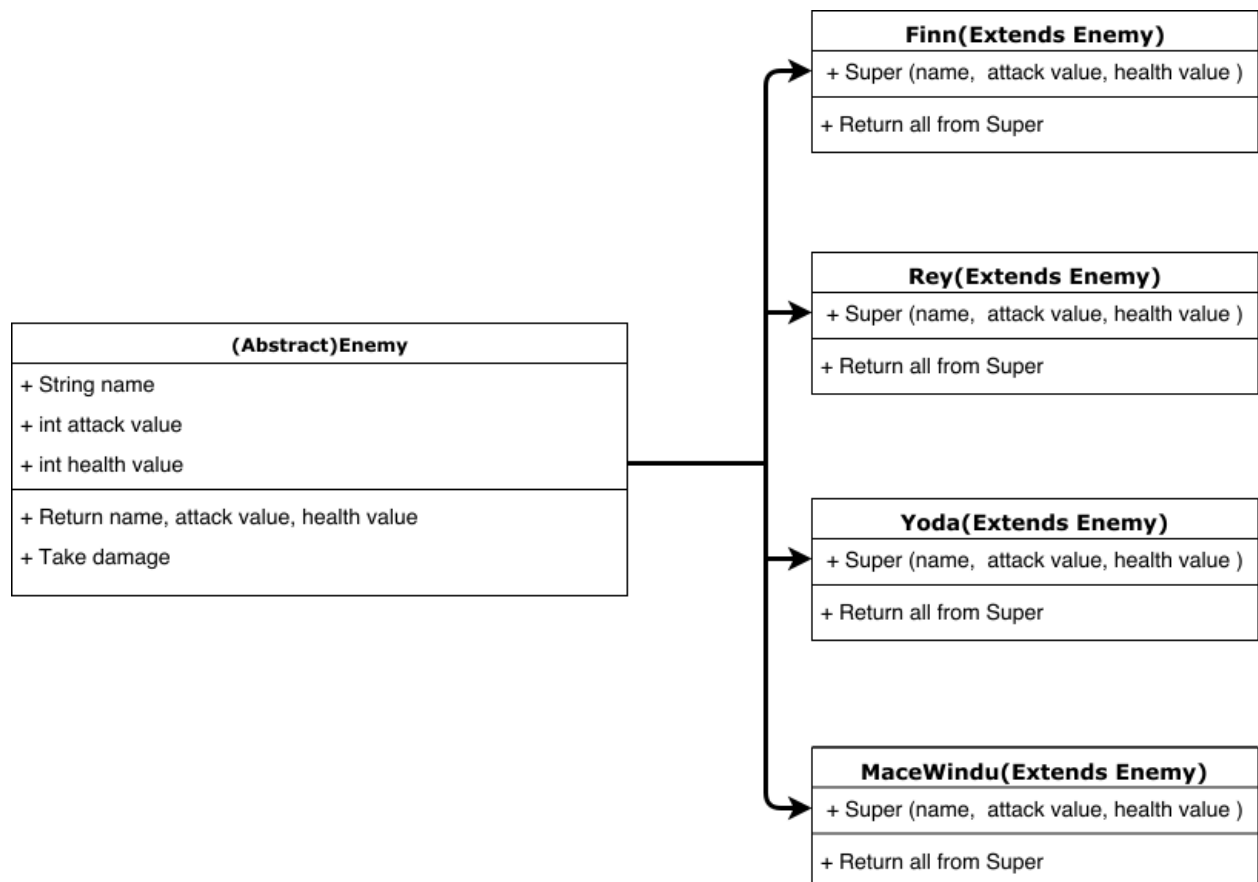 Finn(Extends Enemy)
+ Super (name, attack value, health value )
+ Return all from Super
Rey(Extends Enemy)
+ Super (name, attack value, health value )
+ Return all from Super
(Abstract)Enemy
+ String name
+ int attack value
+ int health value
+ Return name, attack value, health value
+ Take damage
Yoda(Extends Enemy)
+ Super (name, attack value, health value )
+ Return all from Super
MaceWindu(Extends Enemy)
+ Super (name, attack value, health value )
+ Return all from Super